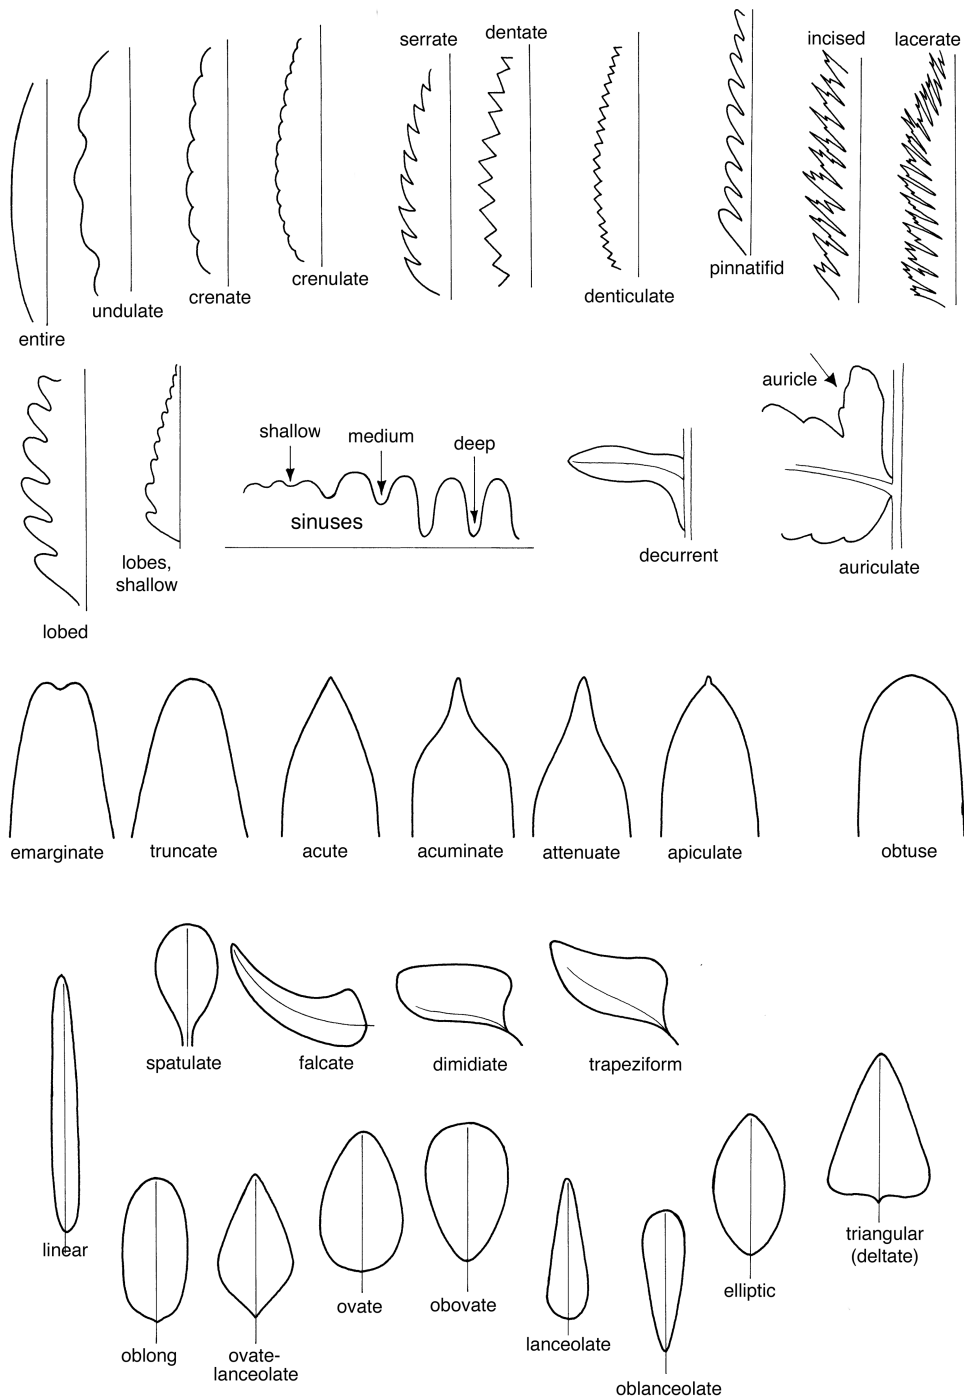 serrate
dentate
incised
lacerate
entire
undulate
crenate
crenulate
denticulate
pinnatifid
lobed
lobes,
shallow
shallow
medium
deep
sinuses
decurrent
auricle
auriculate
emarginate
truncate
acute
acuminate
attenuate
apiculate
obtuse
spatulate
falcate
dimidiate
trapeziform
linear
oblong
ovate-
lanceolate
ovate
obovate
lanceolate
oblanceolate
elliptic
triangular
(deltate)